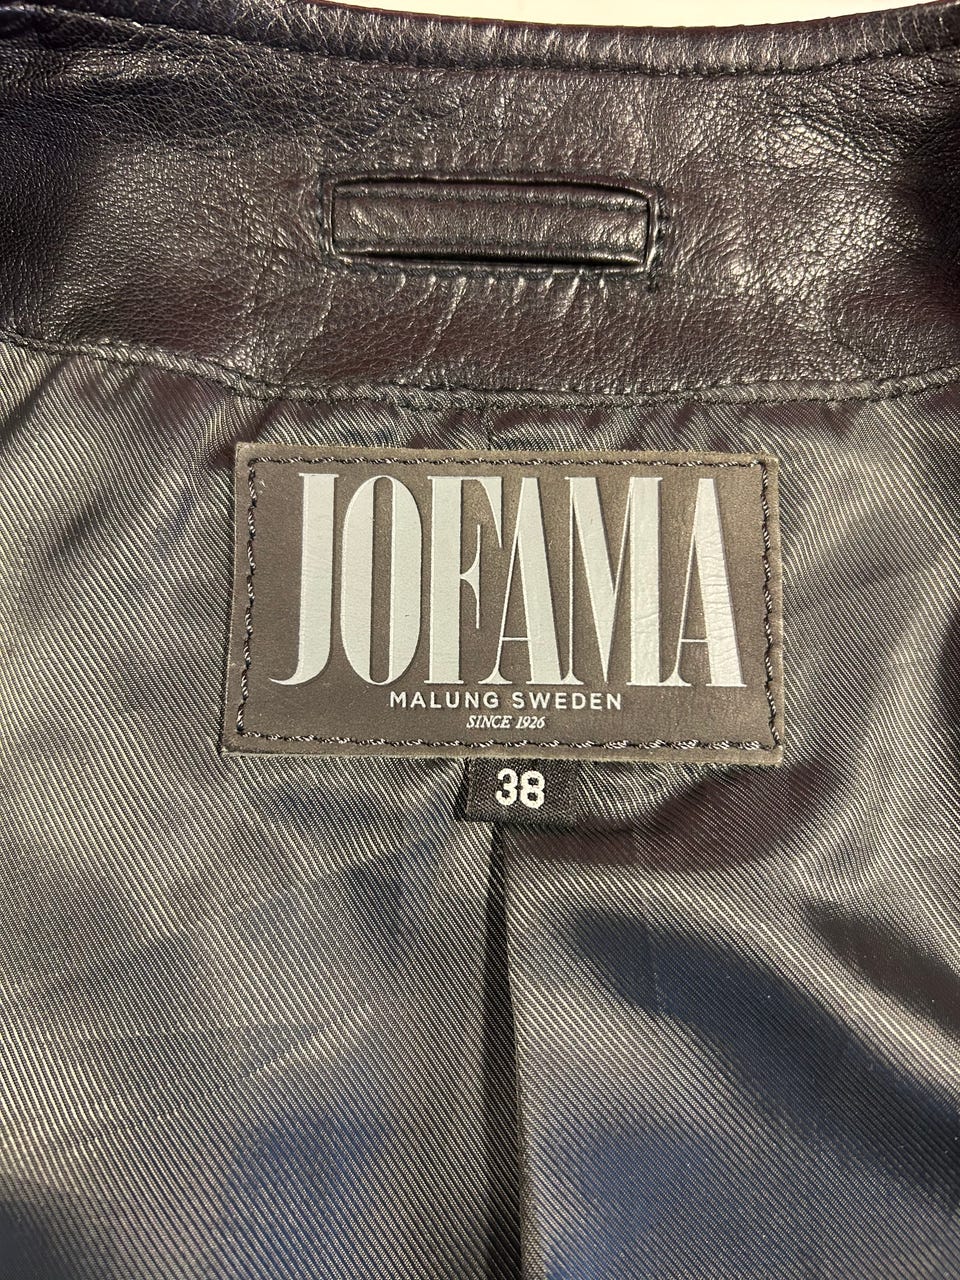 JOFAMA
MALUNG SWEDEN
SINCE 1926
38